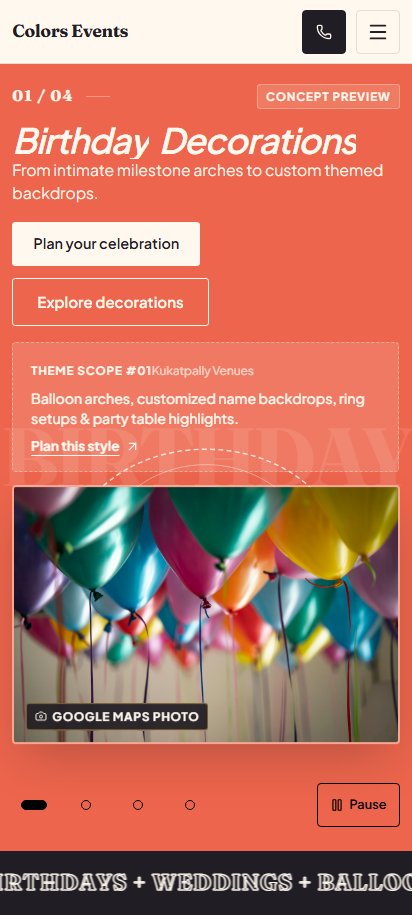 Colors Events
01 / 04
CONCEPT PREVIEW
Birthday Decorations
From intimate milestone arches to custom themed
backdrops.
Plan your celebration
Explore decorations
THEME SCOPE #01Kukatpally Venues
Balloon arches, customized name backdrops, ring
setups & party table highlights.
Plan this style
BIRTHDAY
GOOGLE MAPS PHOTO
Pause
IRTHDAYS + WEDDINGS + BALLOO